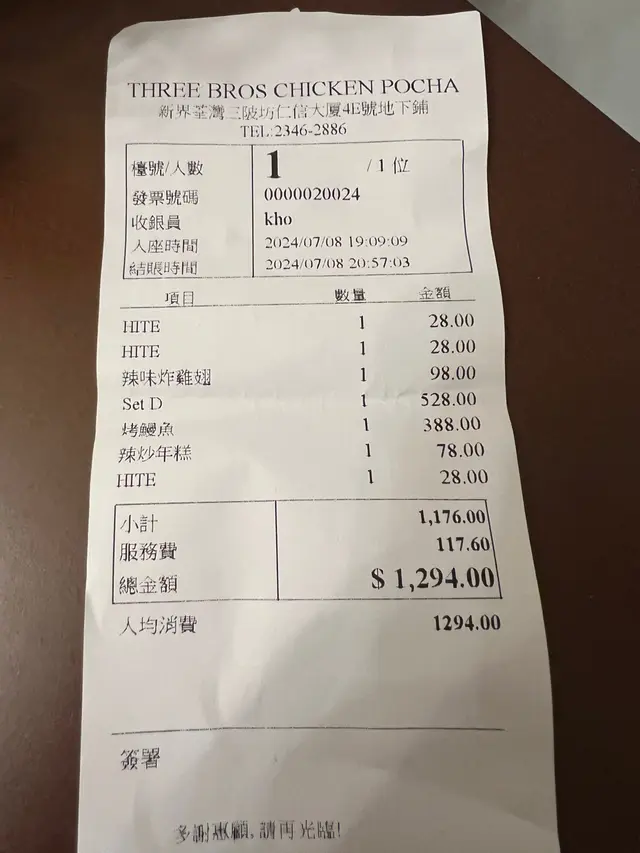 THREE BROS CHICKEN POCHA
新界荃灣三陂坊仁信大厦4E號地下鋪
TEL:2346-2886
檯號/人數 1 / 1 位
發票號碼 0000020024
收銀員 kho
入座時間 2024/07/08 19:09:09
結賬時間 2024/07/08 20:57:03
項目 數量 金額
HITE 1 28.00
HITE 1 28.00
辣味炸雞翅 1 98.00
Set D 1 528.00
烤鰻魚 1 388.00
辣炒年糕 1 78.00
HITE 1 28.00
小計 1,176.00
服務費 117.60
總金額 $ 1,294.00
人均消費 1294.00
簽署
多謝惠顧, 請再光臨!